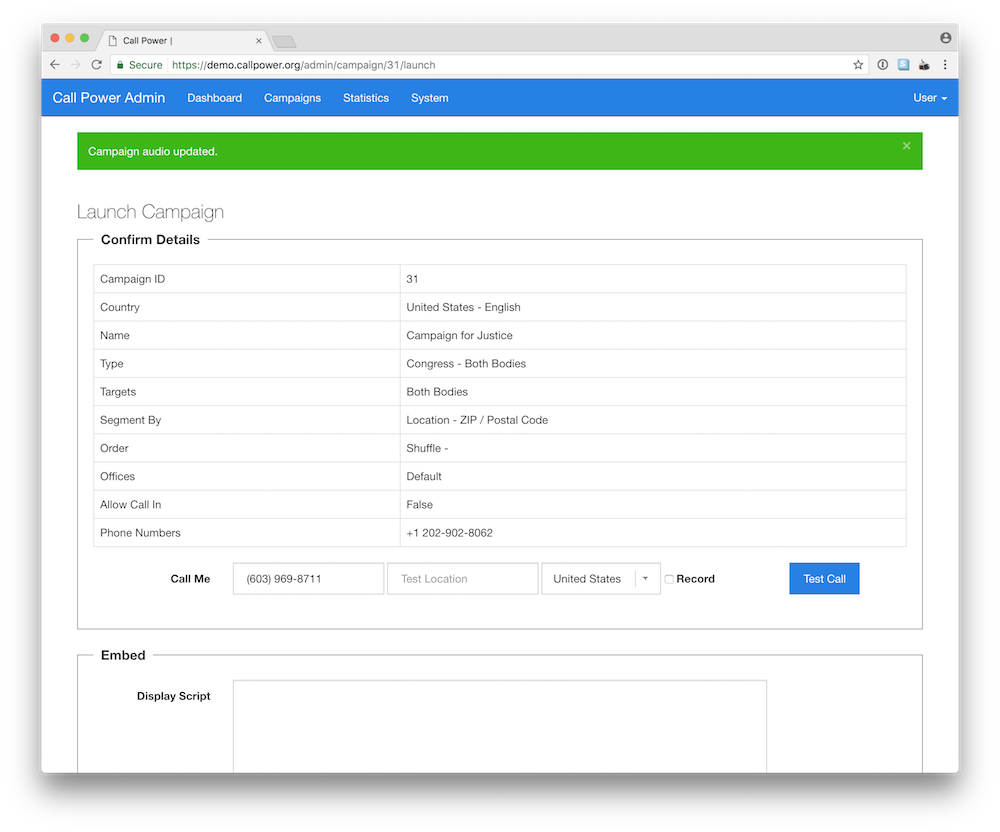 Call Power |
Secure https://demo.callpower.org/admin/campaign/31/launch
Call Power Admin Dashboard Campaigns Statistics System User
Campaign audio updated.
Launch Campaign
Confirm Details
Campaign ID 31
Country United States - English
Name Campaign for Justice
Type Congress - Both Bodies
Targets Both Bodies
Segment By Location - ZIP / Postal Code
Order Shuffle -
Offices Default
Allow Call In False
Phone Numbers +1 202-902-8062
Call Me (603) 969-8711 Test Location United States Record Test Call
Embed
Display Script